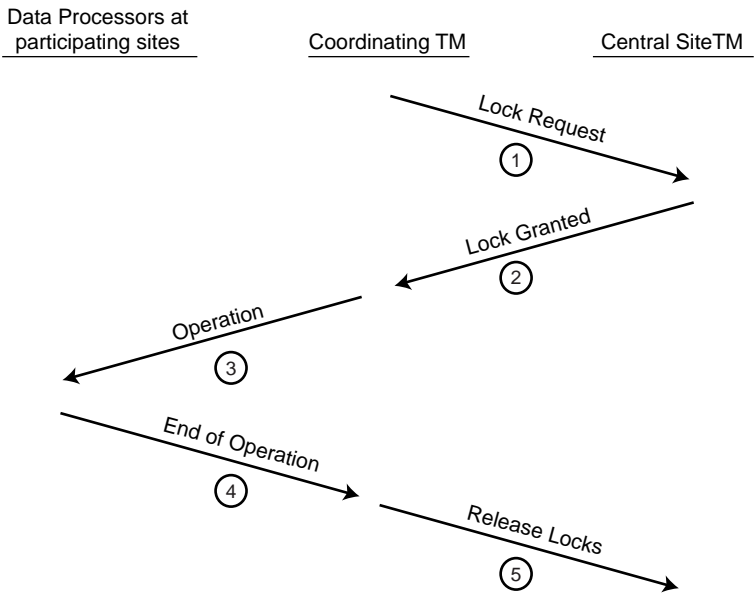 Data Processors at
participating sites
Coordinating TM
Central SiteTM
Lock Request
1
Lock Granted
2
Operation
3
End of Operation
4
Release Locks
5